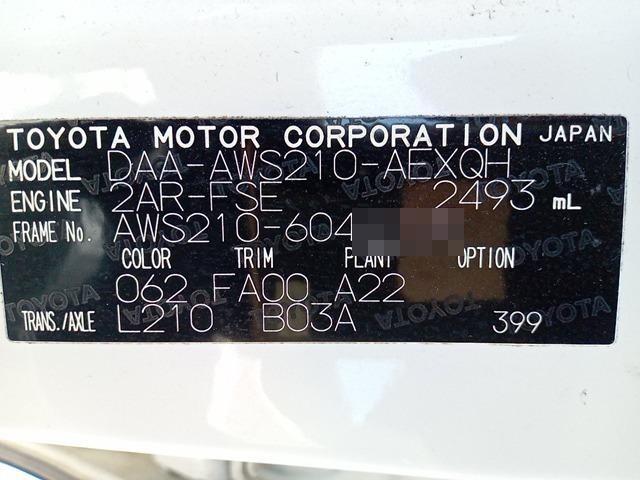 TOYOTA MOTOR CORPORATION JAPAN
MODEL DAA-AWS210-AEXQH
ENGINE 2AR-FSE 2493 mL
FRAME No. AWS210-604
COLOR TRIM PLANT OPTION
062 FA00 A22
TRANS./AXLE L210 B03A 399